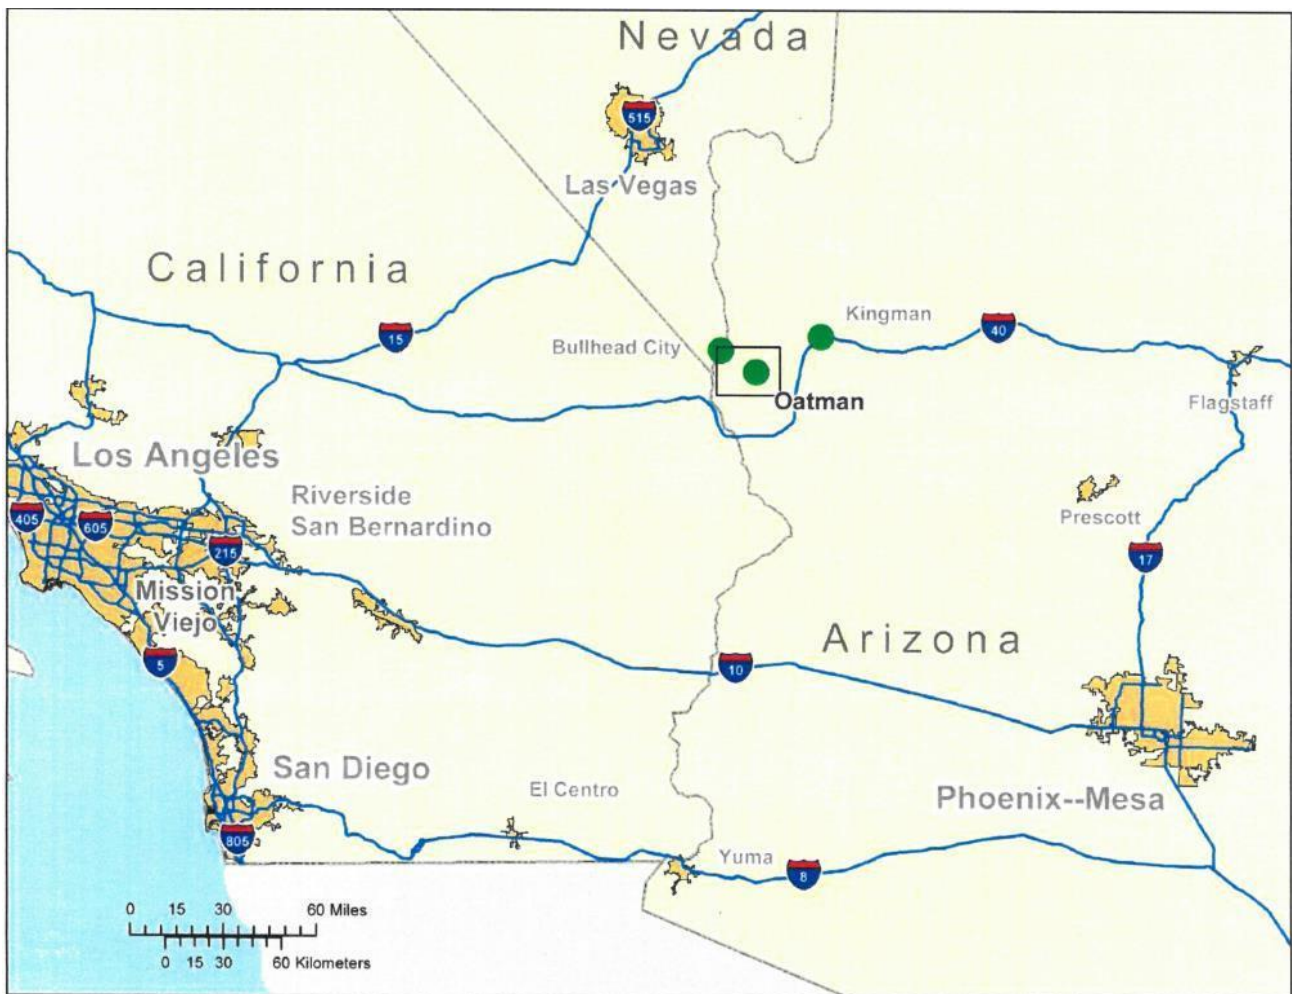 Nevada
515
Las Vegas
California
15
Kingman
40
Bullhead City
Oatman
Flagstaff
Los Angeles
Riverside
San Bernardino
405
605
215
Prescott
17
Mission
Viejo
Arizona
5
10
San Diego
El Centro
Phoenix--Mesa
805
Yuma
8
0 15 30 60 Miles
0 15 30 60 Kilometers